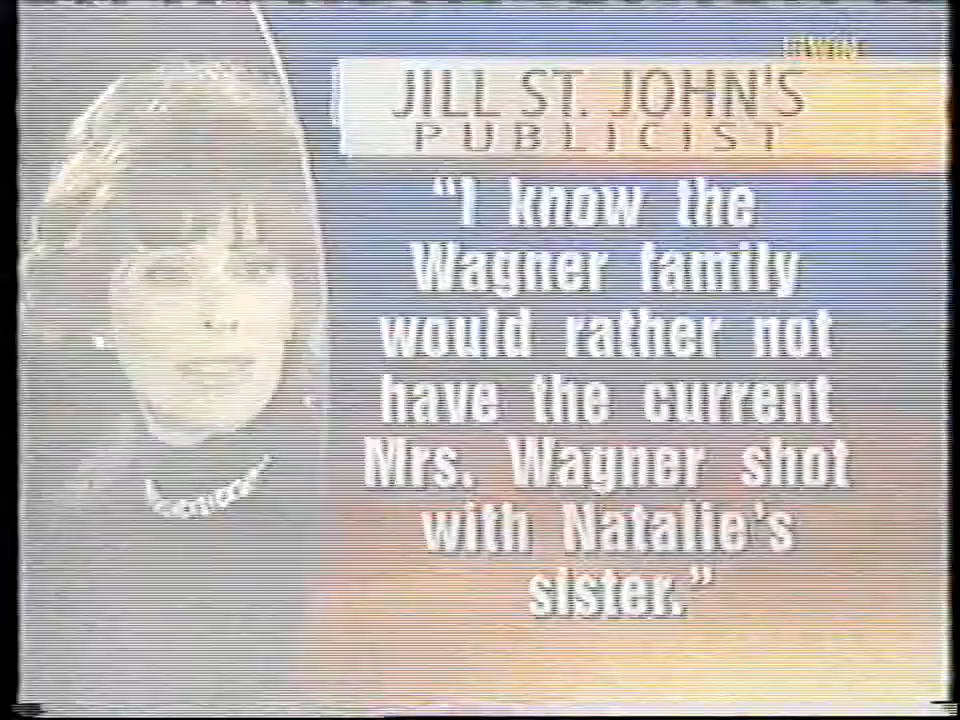 JILL ST. JOHN'S
PUBLICIST
"I know the
Wagner family
would rather not
have the current
Mrs. Wagner shot
with Natalie's
sister."